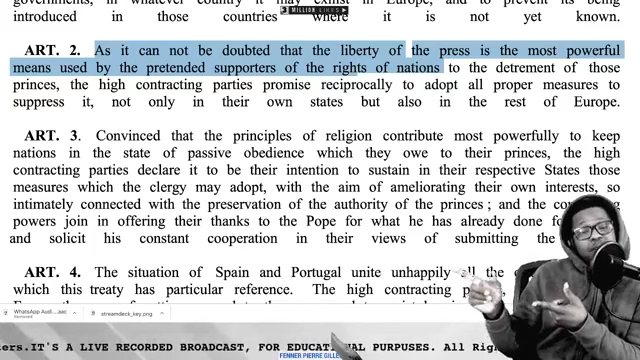 governments, in whatever country it may exist in Europe, and to prevent its being
introduced in those countries where it is not yet known.
3 MILLION LIKES
ART. 2. As it can not be doubted that the liberty of the press is the most powerful
means used by the pretended supporters of the rights of nations to the detriment of those
princes, the high contracting parties promise reciprocally to adopt all proper measures to
suppress it, not only in their own states but also in the rest of Europe.
ART. 3. Convinced that the principles of religion contribute most powerfully to keep
nations in the state of passive obedience which they owe to their princes, the high
contracting parties declare it to be their intention to sustain in their respective States those
measures which the clergy may adopt, with the aim of ameliorating their own interests, so
intimately connected with the preservation of the authority of the princes; and the
powers join in offering their thanks to the Pope for what he has already done
and solicit his constant cooperation in their views of submitting the
ART. 4. The situation of Spain and Portugal unite unhappily all the
which this treaty has particular reference. The high contracting
WhatsApp Audi....aac
Removed
streamdeck_key.png
ers.IT'S A LIVE RECORDED BROADCAST, FOR EDUCATIONAL PURPUSES. All
FENNER PIERRE